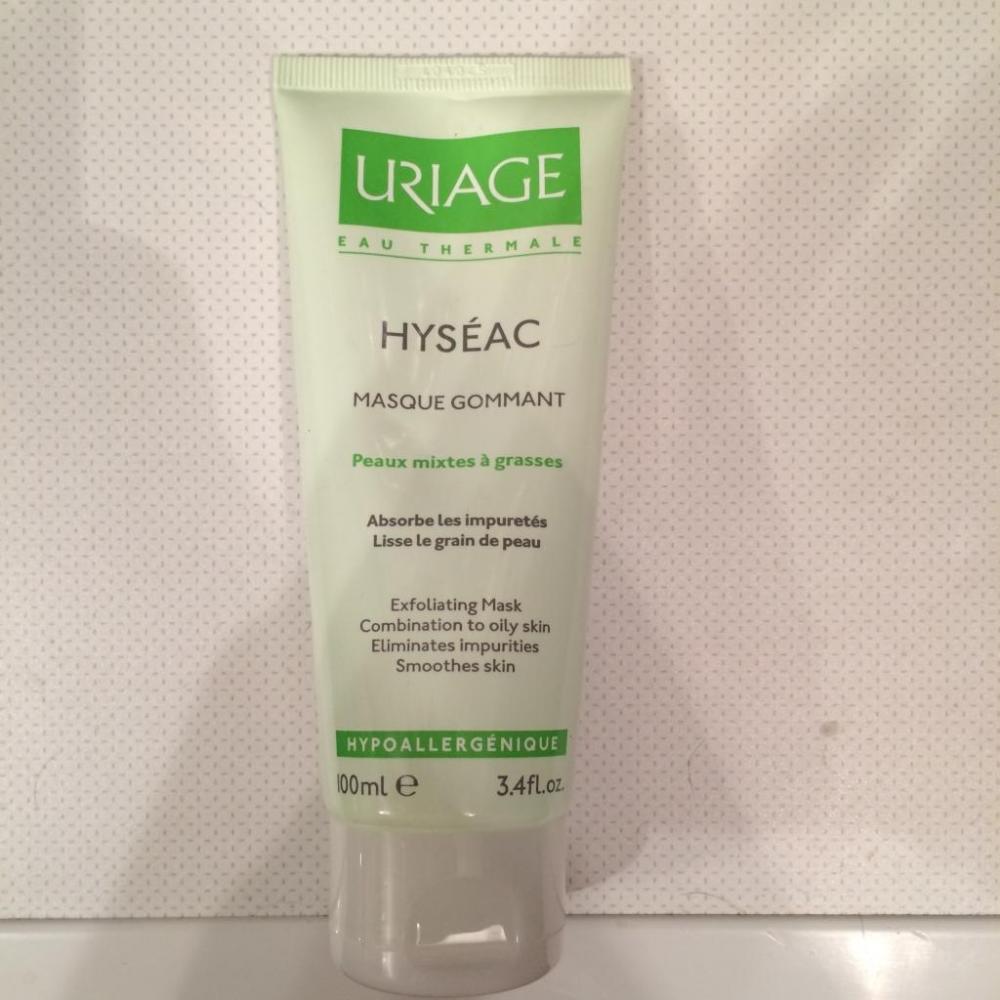 URIAGE
EAU THERMALE
HYSÉAC
MASQUE GOMMANT
Peaux mixtes à grasses
Absorbe les impuretés
Lisse le grain de peau
Exfoliating Mask
Combination to oily skin
Eliminates impurities
Smoothes skin
HYPOALLERGÉNIQUE
100ml ℮ 3.4fl.oz.